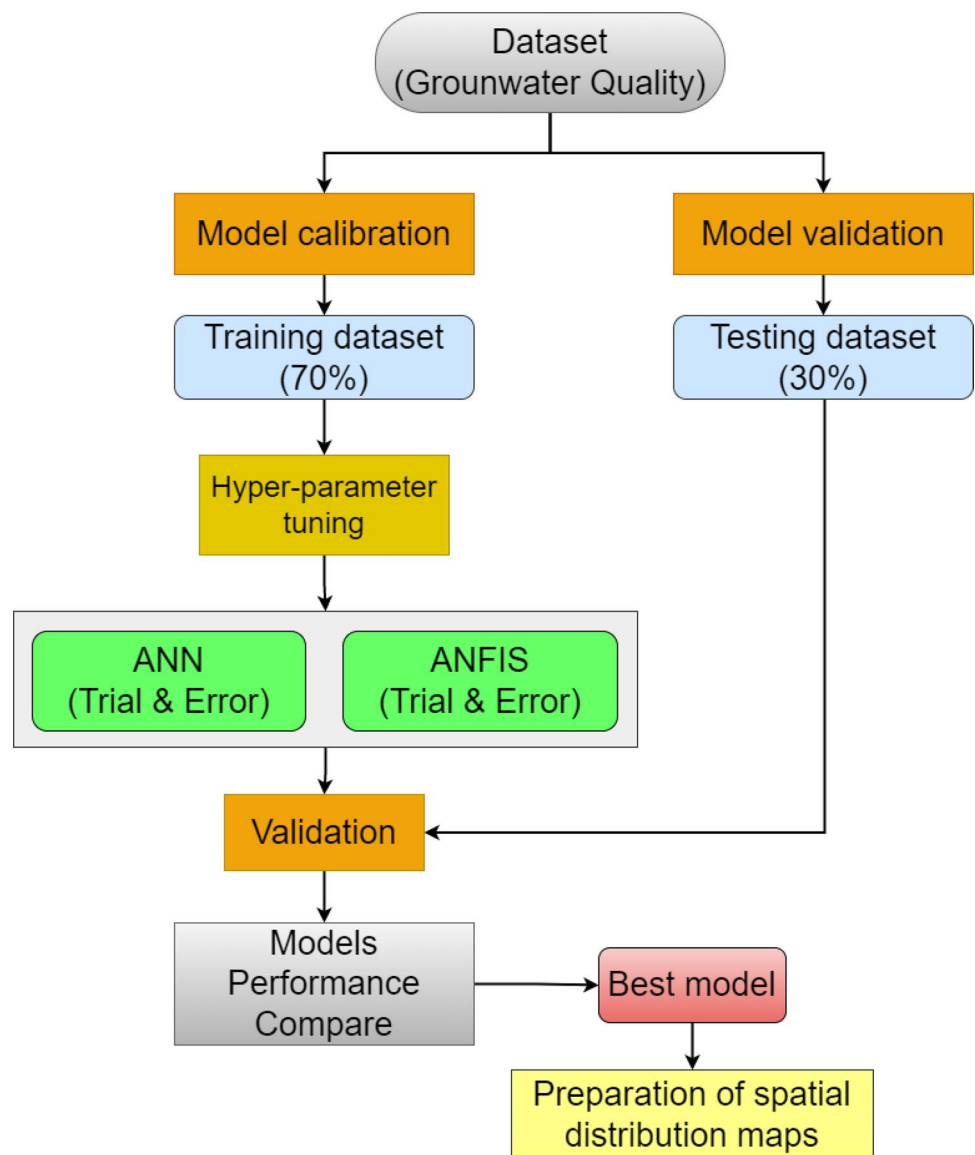 Dataset
(Grounwater Quality)
Model calibration
Model validation
Training dataset
(70%)
Testing dataset
(30%)
Hyper-parameter
tuning
ANN
(Trial & Error)
ANFIS
(Trial & Error)
Validation
Models
Performance
Compare
Best model
Preparation of spatial
distribution maps